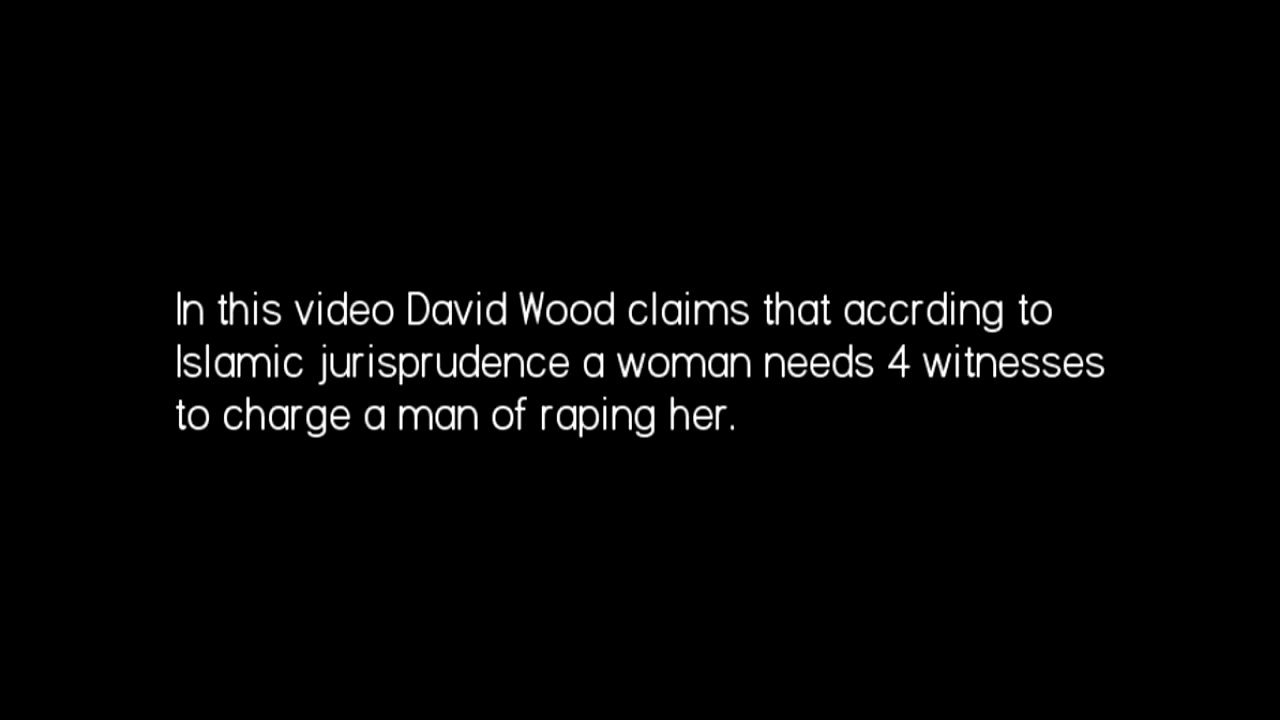 In this video David Wood claims that accrding to
Islamic jurisprudence a woman needs 4 witnesses
to charge a man of raping her.